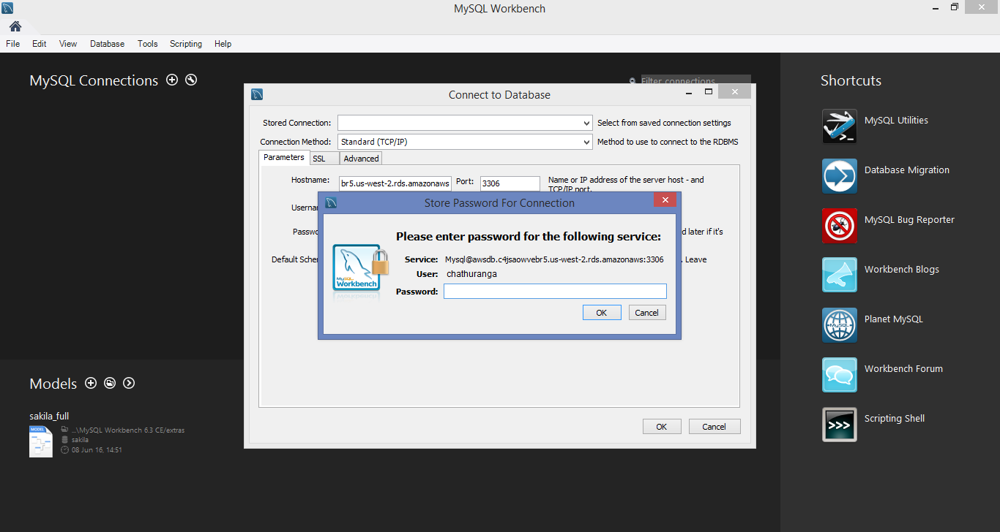 MySQL Workbench
File Edit View Database Tools Scripting Help
MySQL Connections
Filter connections
Shortcuts
MySQL Utilities
Database Migration
MySQL Bug Reporter
Workbench Blogs
Planet MySQL
MySQL
Workbench Forum
Scripting Shell
>>>
Connect to Database
Stored Connection: Select from saved connection settings
Connection Method: Standard (TCP/IP) Method to use to connect to the RDBMS
Parameters SSL Advanced
Hostname: br5.us-west-2.rds.amazonaws Port: 3306 Name or IP address of the server host - and
TCP/IP port.
Userna
Passwo d later if it's
Default Schem . Leave
Store Password For Connection
Please enter password for the following service:
Service: Mysql@awsdb.c4jsaowvebr5.us-west-2.rds.amazonaws:3306
User: chathuranga
Password:
MySQL
Workbench
OK Cancel
OK Cancel
Models
sakila_full
MODEL
...\MySQL Workbench 6.3 CE/extras
sakila
08 Jun 16, 14:51